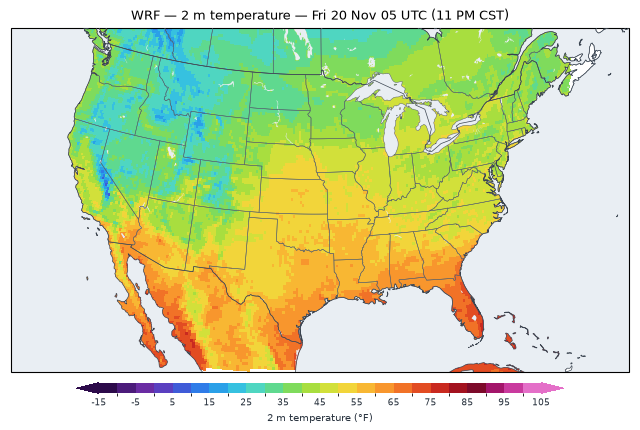 WRF — 2 m temperature — Fri 20 Nov 05 UTC (11 PM CST)
-15 -5 5 15 25 35 45 55 65 75 85 95 105
2 m temperature (°F)